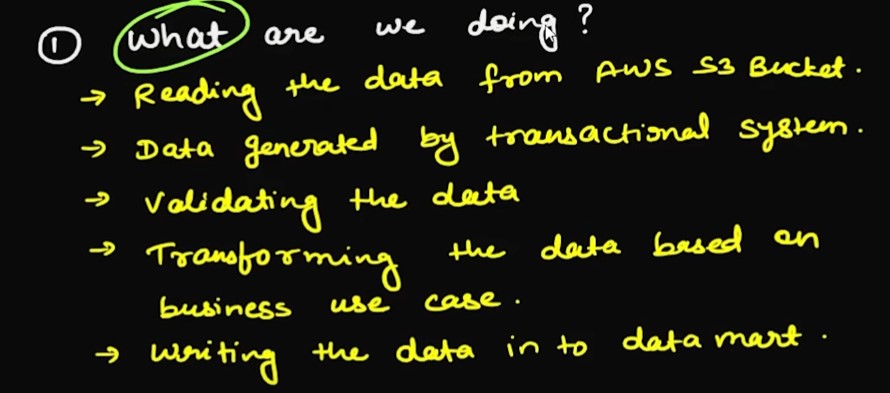 ① What are we doing?
→ Reading the data from AWS S3 Bucket.
→ Data generated by transactional system.
→ Validating the data
→ Transforming the data based on
business use case.
→ Writing the data in to data mart.